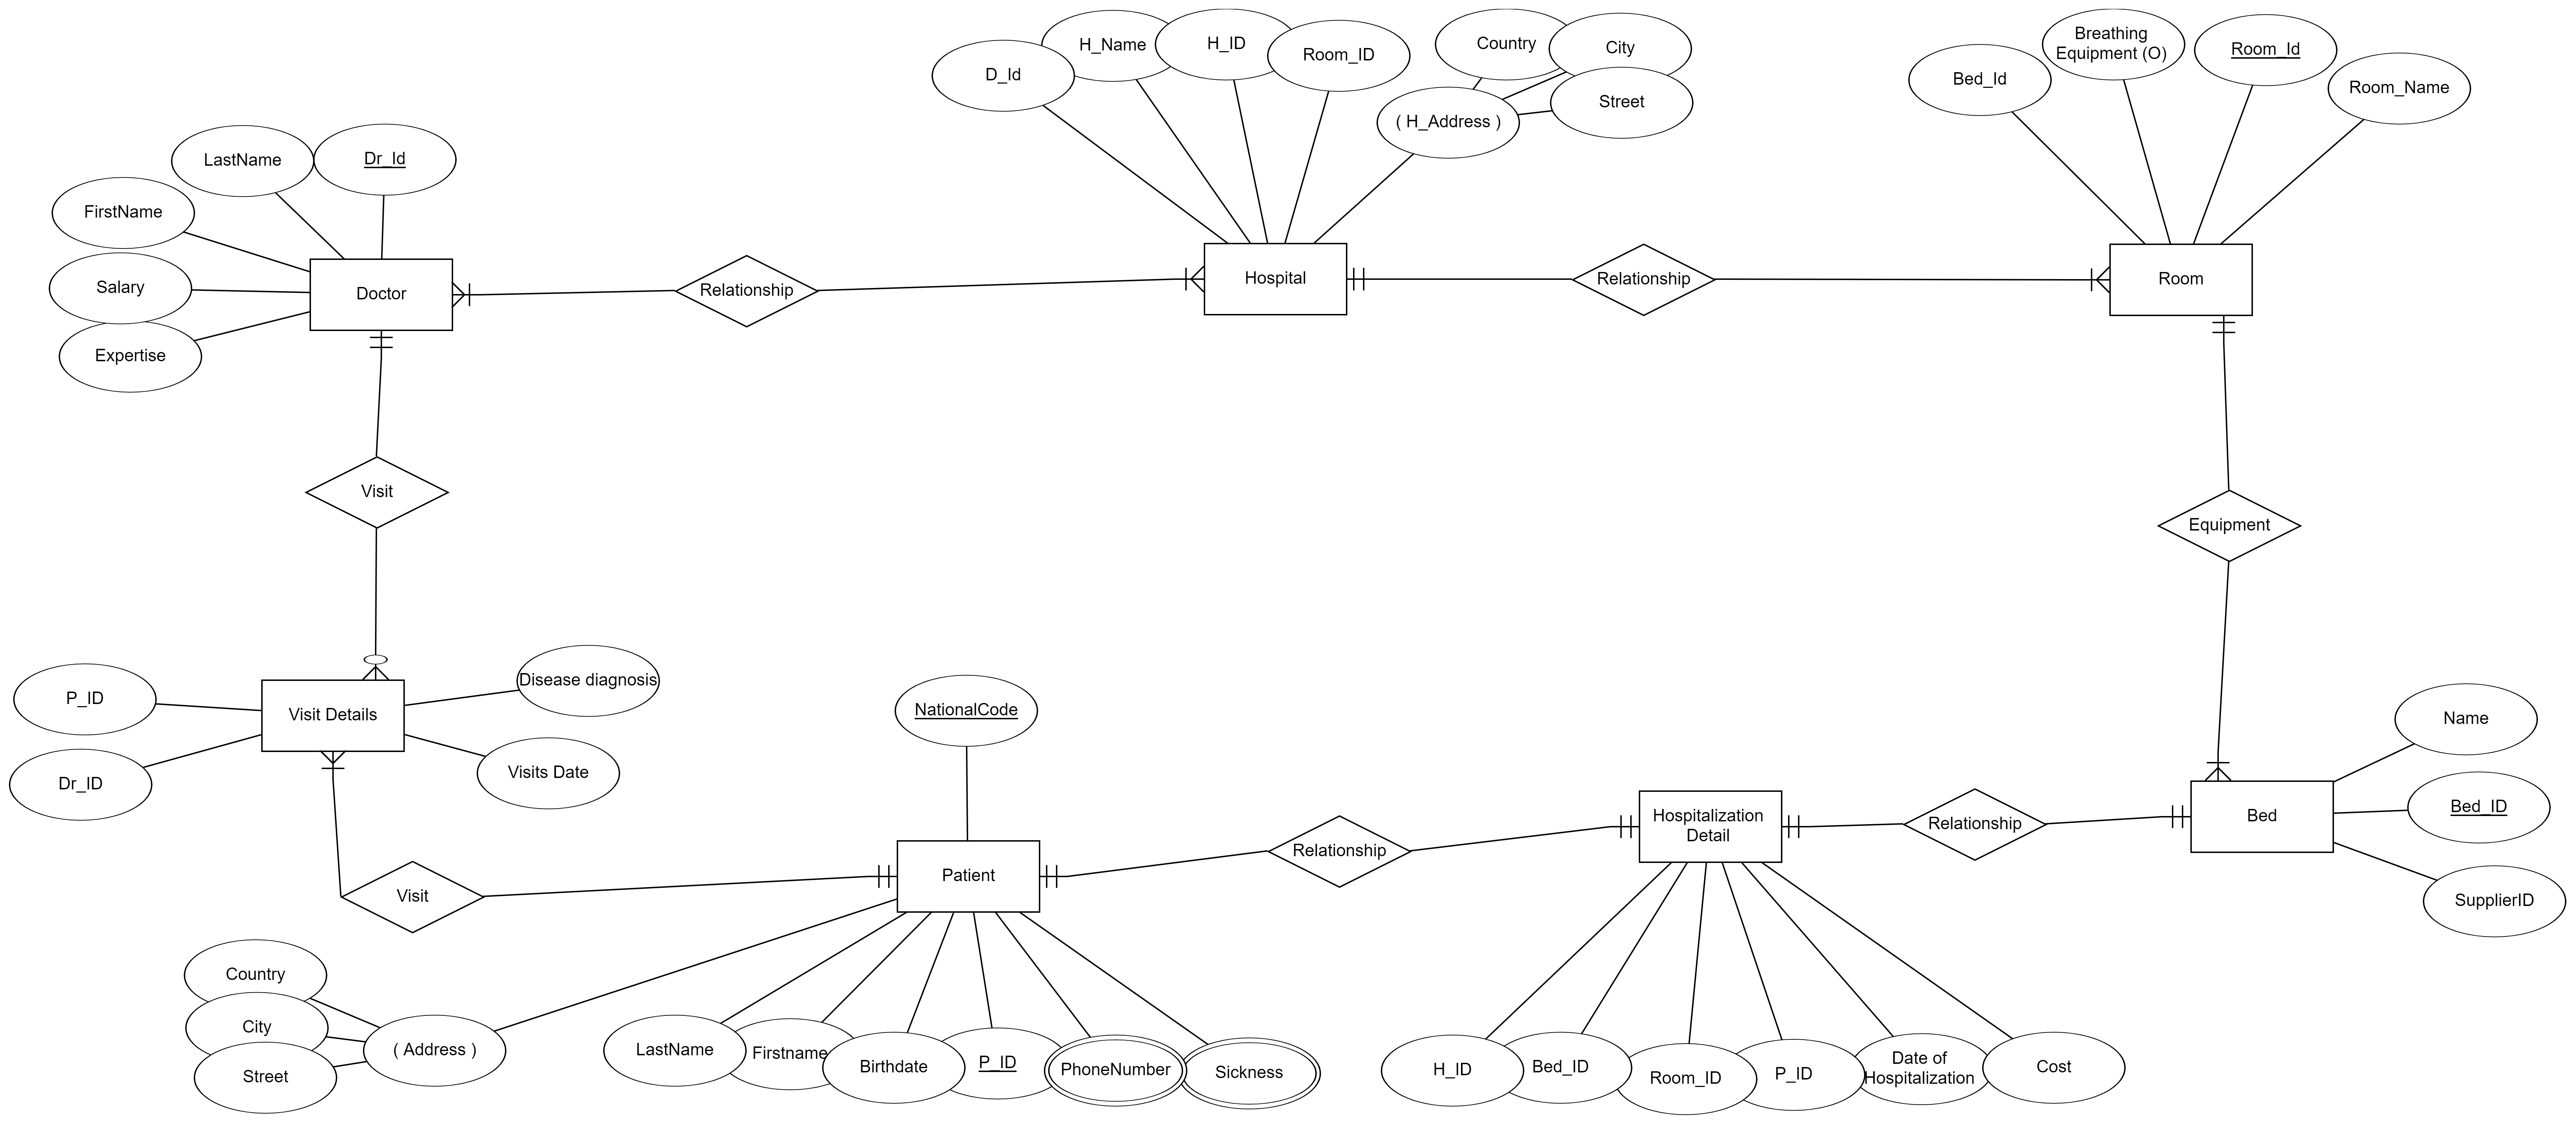 H_Name
H_ID
D_Id
Room_ID
Country
City
Street
( H_Address )
Breathing
Equipment (O)
Room_Id
Bed_Id
Room_Name
LastName
Dr_Id
FirstName
Salary
Expertise
Doctor
Relationship
Hospital
Relationship
Room
Visit
Equipment
P_ID
Dr_ID
Visit Details
Disease diagnosis
Visits Date
NationalCode
Name
Bed_ID
SupplierID
Bed
Relationship
Hospitalization
Detail
Relationship
Patient
Visit
Country
City
Street
( Address )
LastName
Firstname
Birthdate
P_ID
PhoneNumber
Sickness
H_ID
Bed_ID
Room_ID
P_ID
Date of
Hospitalization
Cost